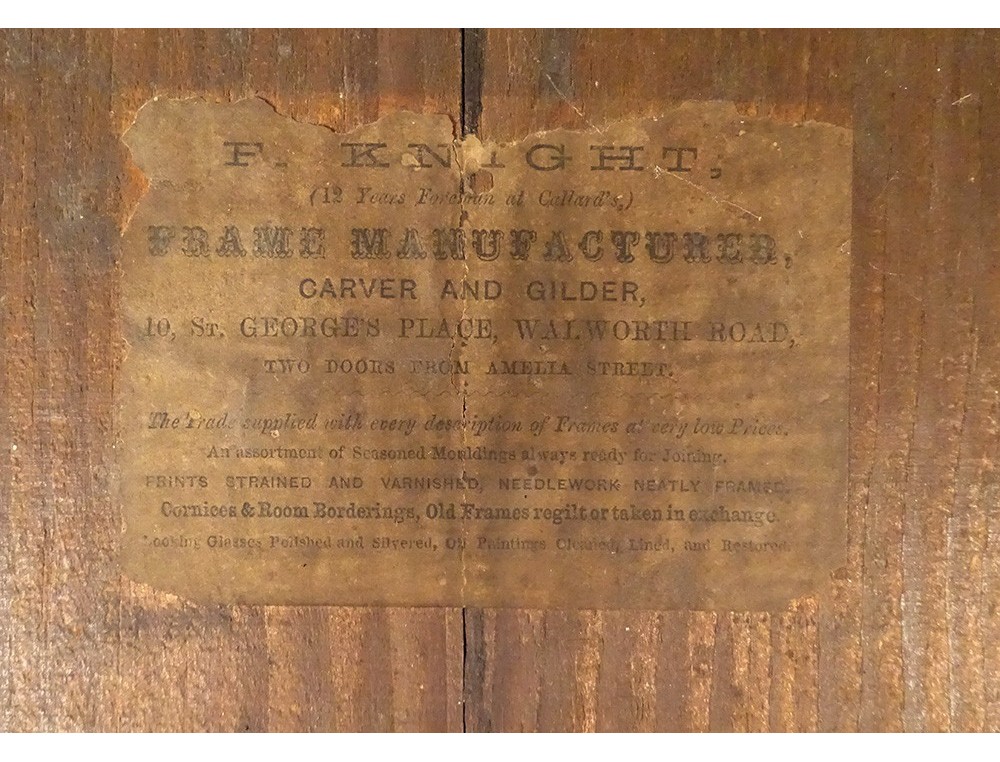 F. KNIGHT,
(12 Years Foreman at Collard's,)
FRAME MANUFACTURER,
CARVER AND GILDER,
10, ST. GEORGE'S PLACE, WALWORTH ROAD,
TWO DOORS FROM AMELIA STREET.
The Trade supplied with every description of Frames at very low Prices.
An assortment of Seasoned Mouldings always ready for Joining.
PRINTS STRAINED AND VARNISHED, NEEDLEWORK NEATLY FRAMED.
Cornices & Room Borderings, Old Frames regilt or taken in exchange.
Looking Glasses Polished and Silvered, Oil Paintings Cleaned, Lined, and Restored.